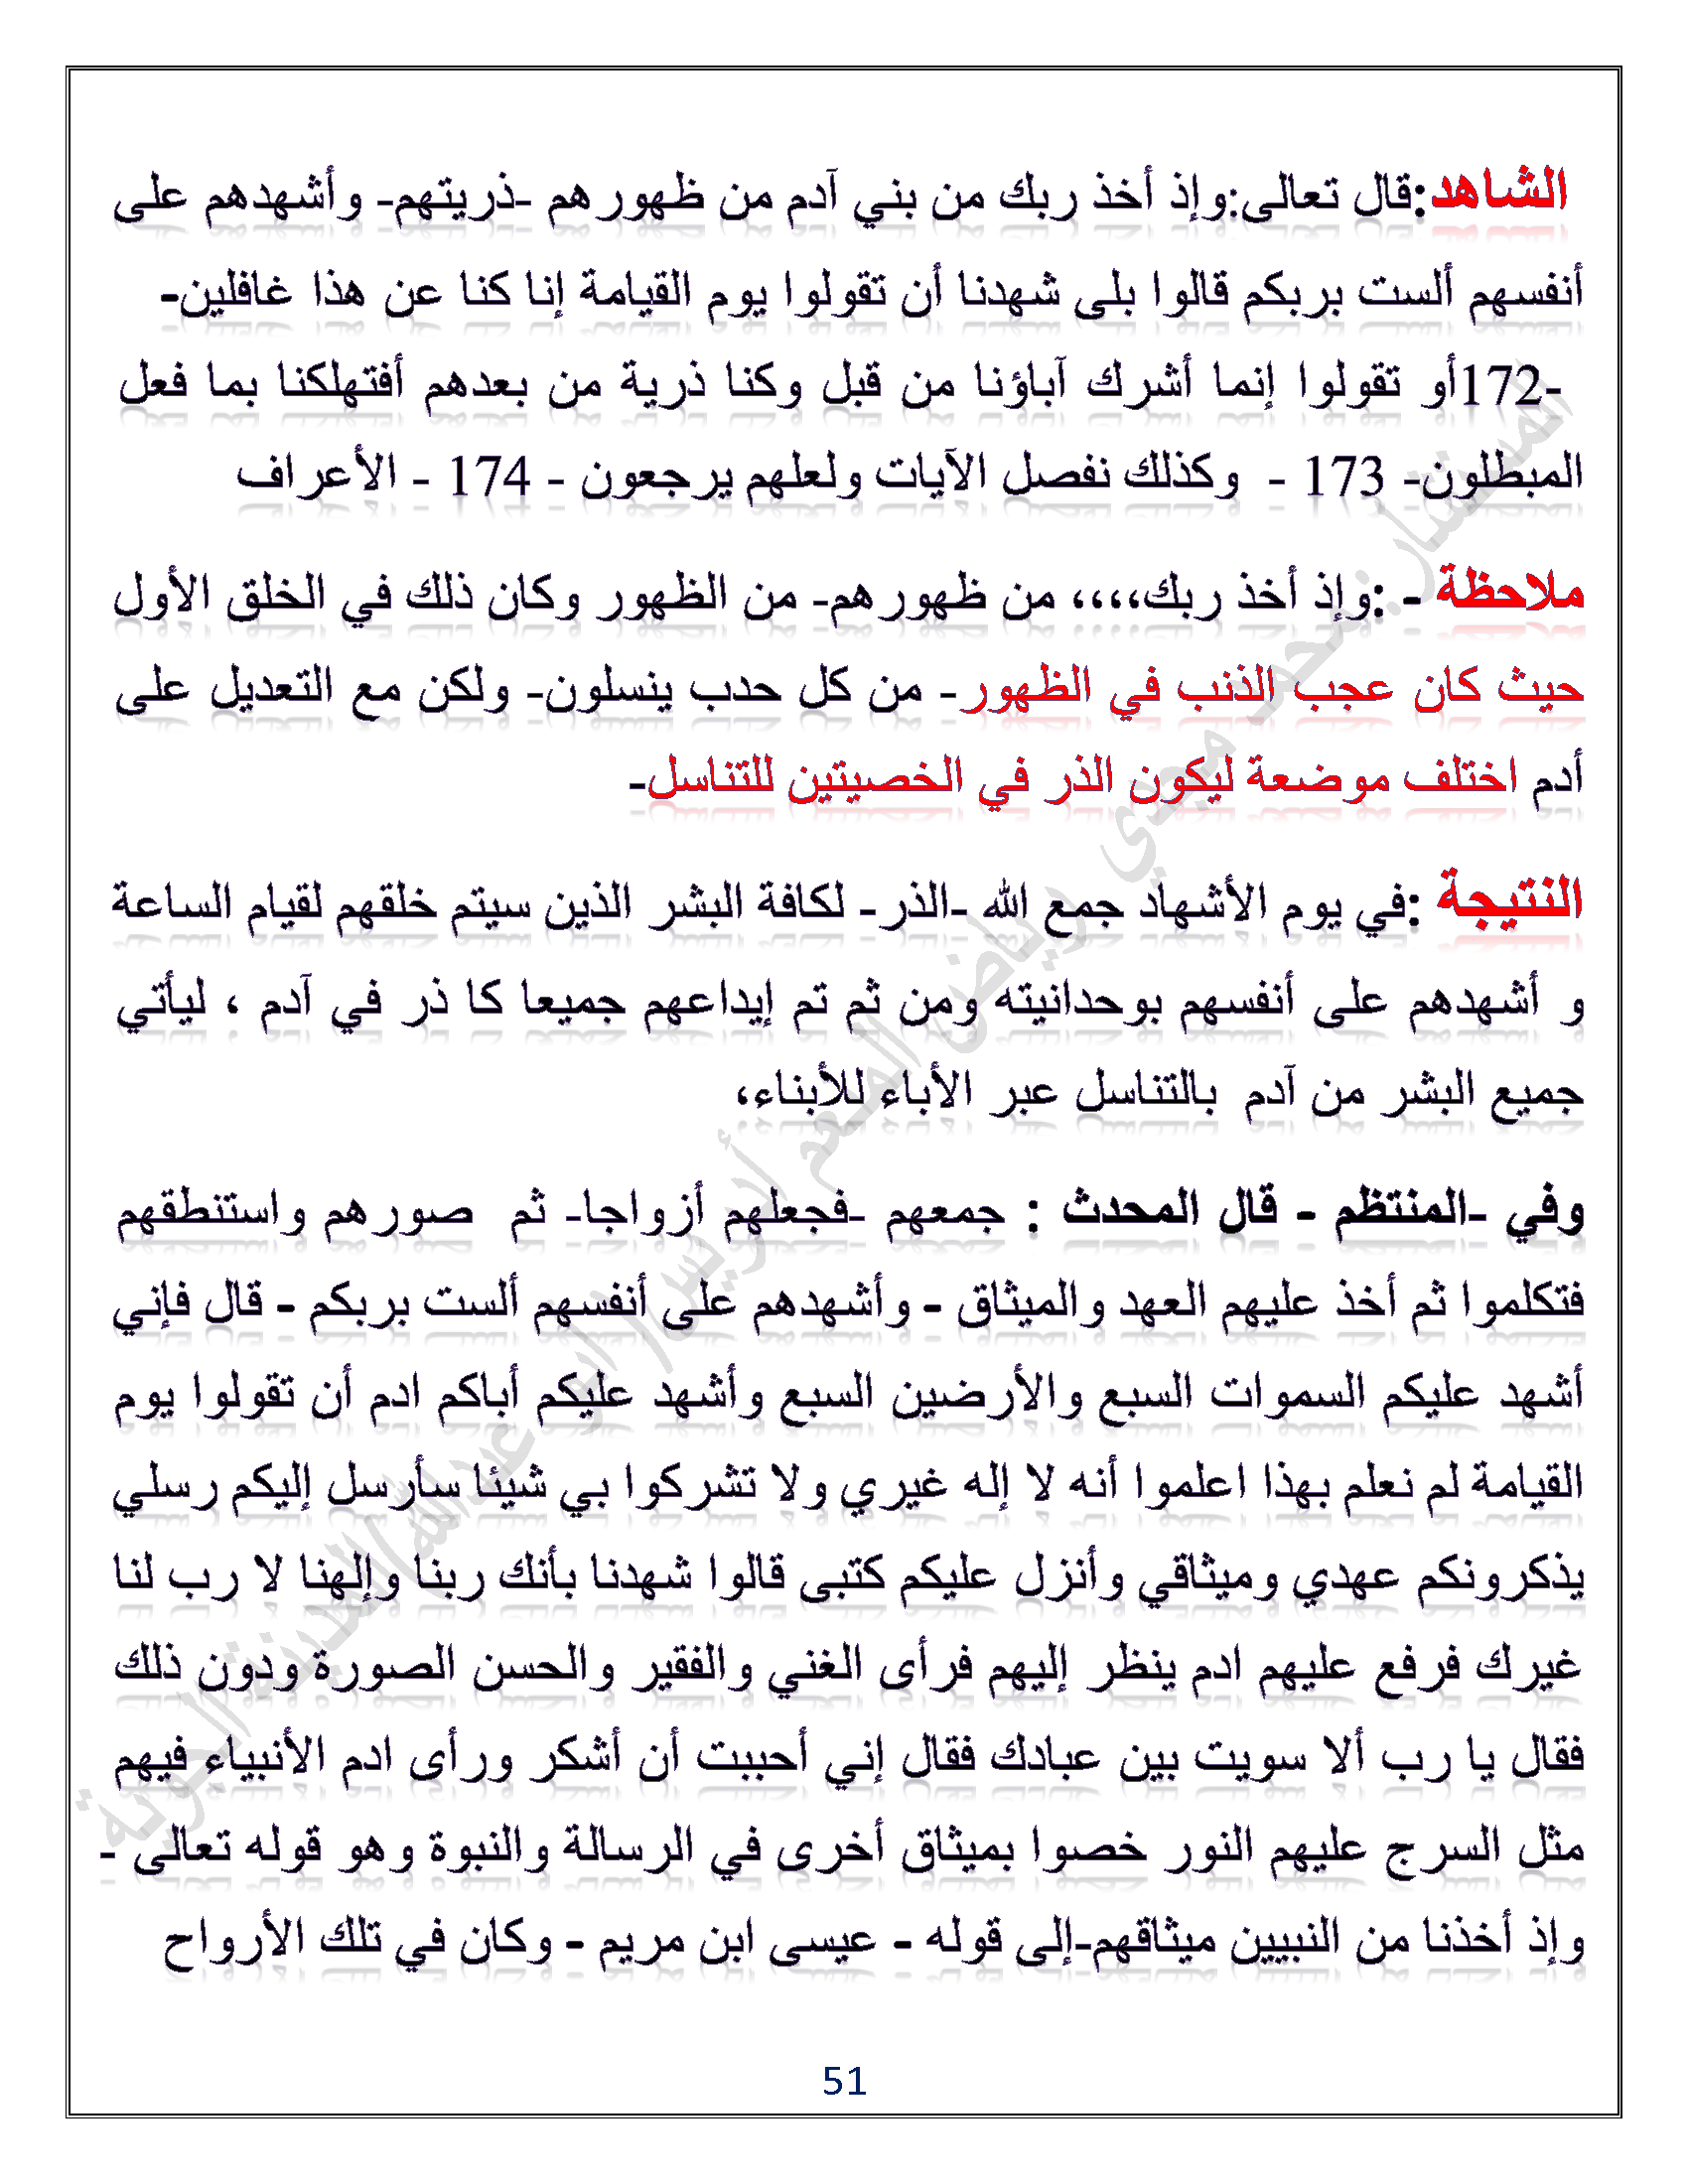 الشاهد:قال تعالى:وإذ أخذ ربك من بني آدم من ظهورهم -ذريتهم- وأشهدهم على
أنفسهم ألست بربكم قالوا بلى شهدنا أن تقولوا يوم القيامة إنا كنا عن هذا غافلين-
-172أو تقولوا إنما أشرك آباؤنا من قبل وكنا ذرية من بعدهم أفتهلكنا بما فعل
المبطلون- 173 - وكذلك نفصل الآيات ولعلهم يرجعون - 174 - الأعراف
ملاحظة - :وإذ أخذ ربك،،،، من ظهورهم- من الظهور وكان ذلك في الخلق الأول
حيث كان عجب الذنب في الظهور- من كل حدب ينسلون- ولكن مع التعديل على
أدم اختلف موضعة ليكون الذر في الخصيتين للتناسل-
النتيجة :في يوم الأشهاد جمع الله -الذر- لكافة البشر الذين سيتم خلقهم لقيام الساعة
و أشهدهم على أنفسهم بوحدانيته ومن ثم تم إيداعهم جميعا كا ذر في آدم ، ليأتي
جميع البشر من آدم بالتناسل عبر الأباء للأبناء،
وفي -المنتظم - قال المحدث : جمعهم -فجعلهم أزواجا- ثم صورهم واستنطقهم
فتكلموا ثم أخذ عليهم العهد والميثاق - وأشهدهم على أنفسهم ألست بربكم - قال فإني
أشهد عليكم السموات السبع والأرضين السبع وأشهد عليكم أباكم ادم أن تقولوا يوم
القيامة لم نعلم بهذا اعلموا أنه لا إله غيري ولا تشركوا بي شيئا سأرسل إليكم رسلي
يذكرونكم عهدي وميثاقي وأنزل عليكم كتبى قالوا شهدنا بأنك ربنا وإلهنا لا رب لنا
غيرك فرفع عليهم ادم ينظر إليهم فرأى الغني والفقير والحسن الصورة ودون ذلك
فقال يا رب ألا سويت بين عبادك فقال إني أحببت أن أشكر ورأى ادم الأنبياء فيهم
مثل السرج عليهم النور خصوا بميثاق أخرى في الرسالة والنبوة وهو قوله تعالى -
وإذ أخذنا من النبيين ميثاقهم-إلى قوله - عيسى ابن مريم - وكان في تلك الأرواح
51